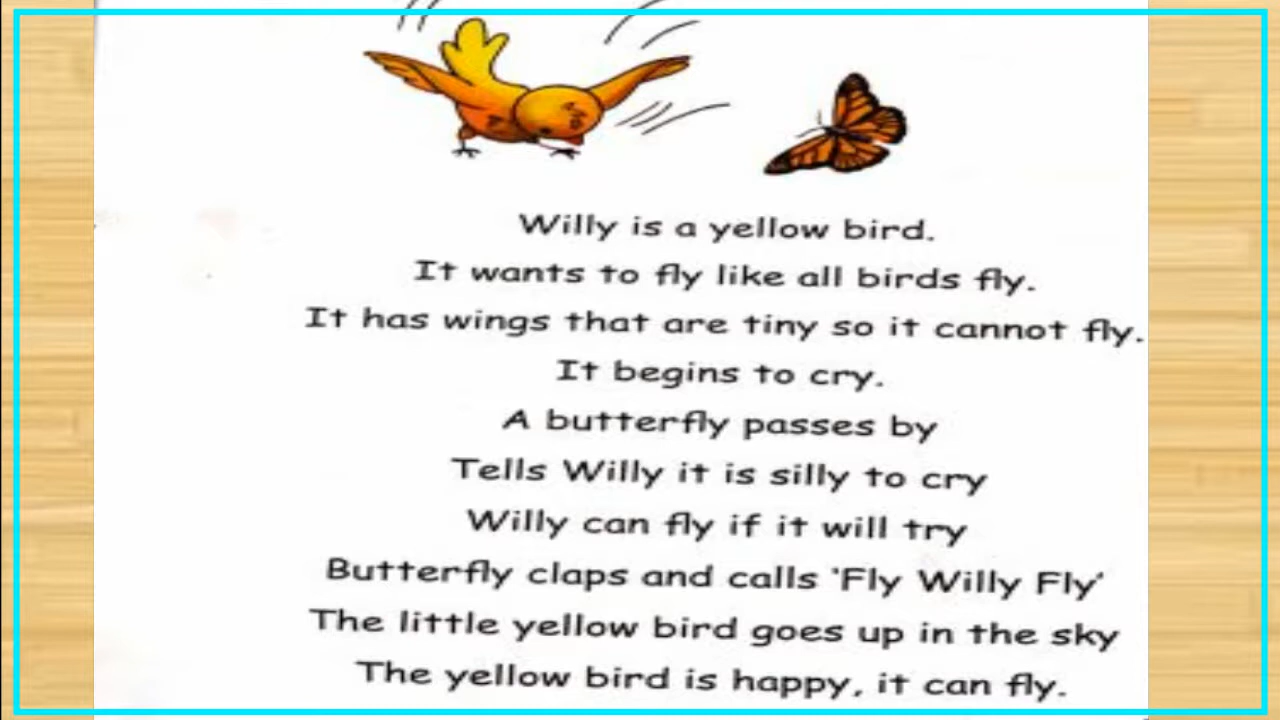 Willy is a yellow bird.
It wants to fly like all birds fly.
It has wings that are tiny so it cannot fly.
It begins to cry.
A butterfly passes by
Tells Willy it is silly to cry
Willy can fly if it will try
Butterfly claps and calls 'Fly Willy Fly'
The little yellow bird goes up in the sky
The yellow bird is happy, it can fly.